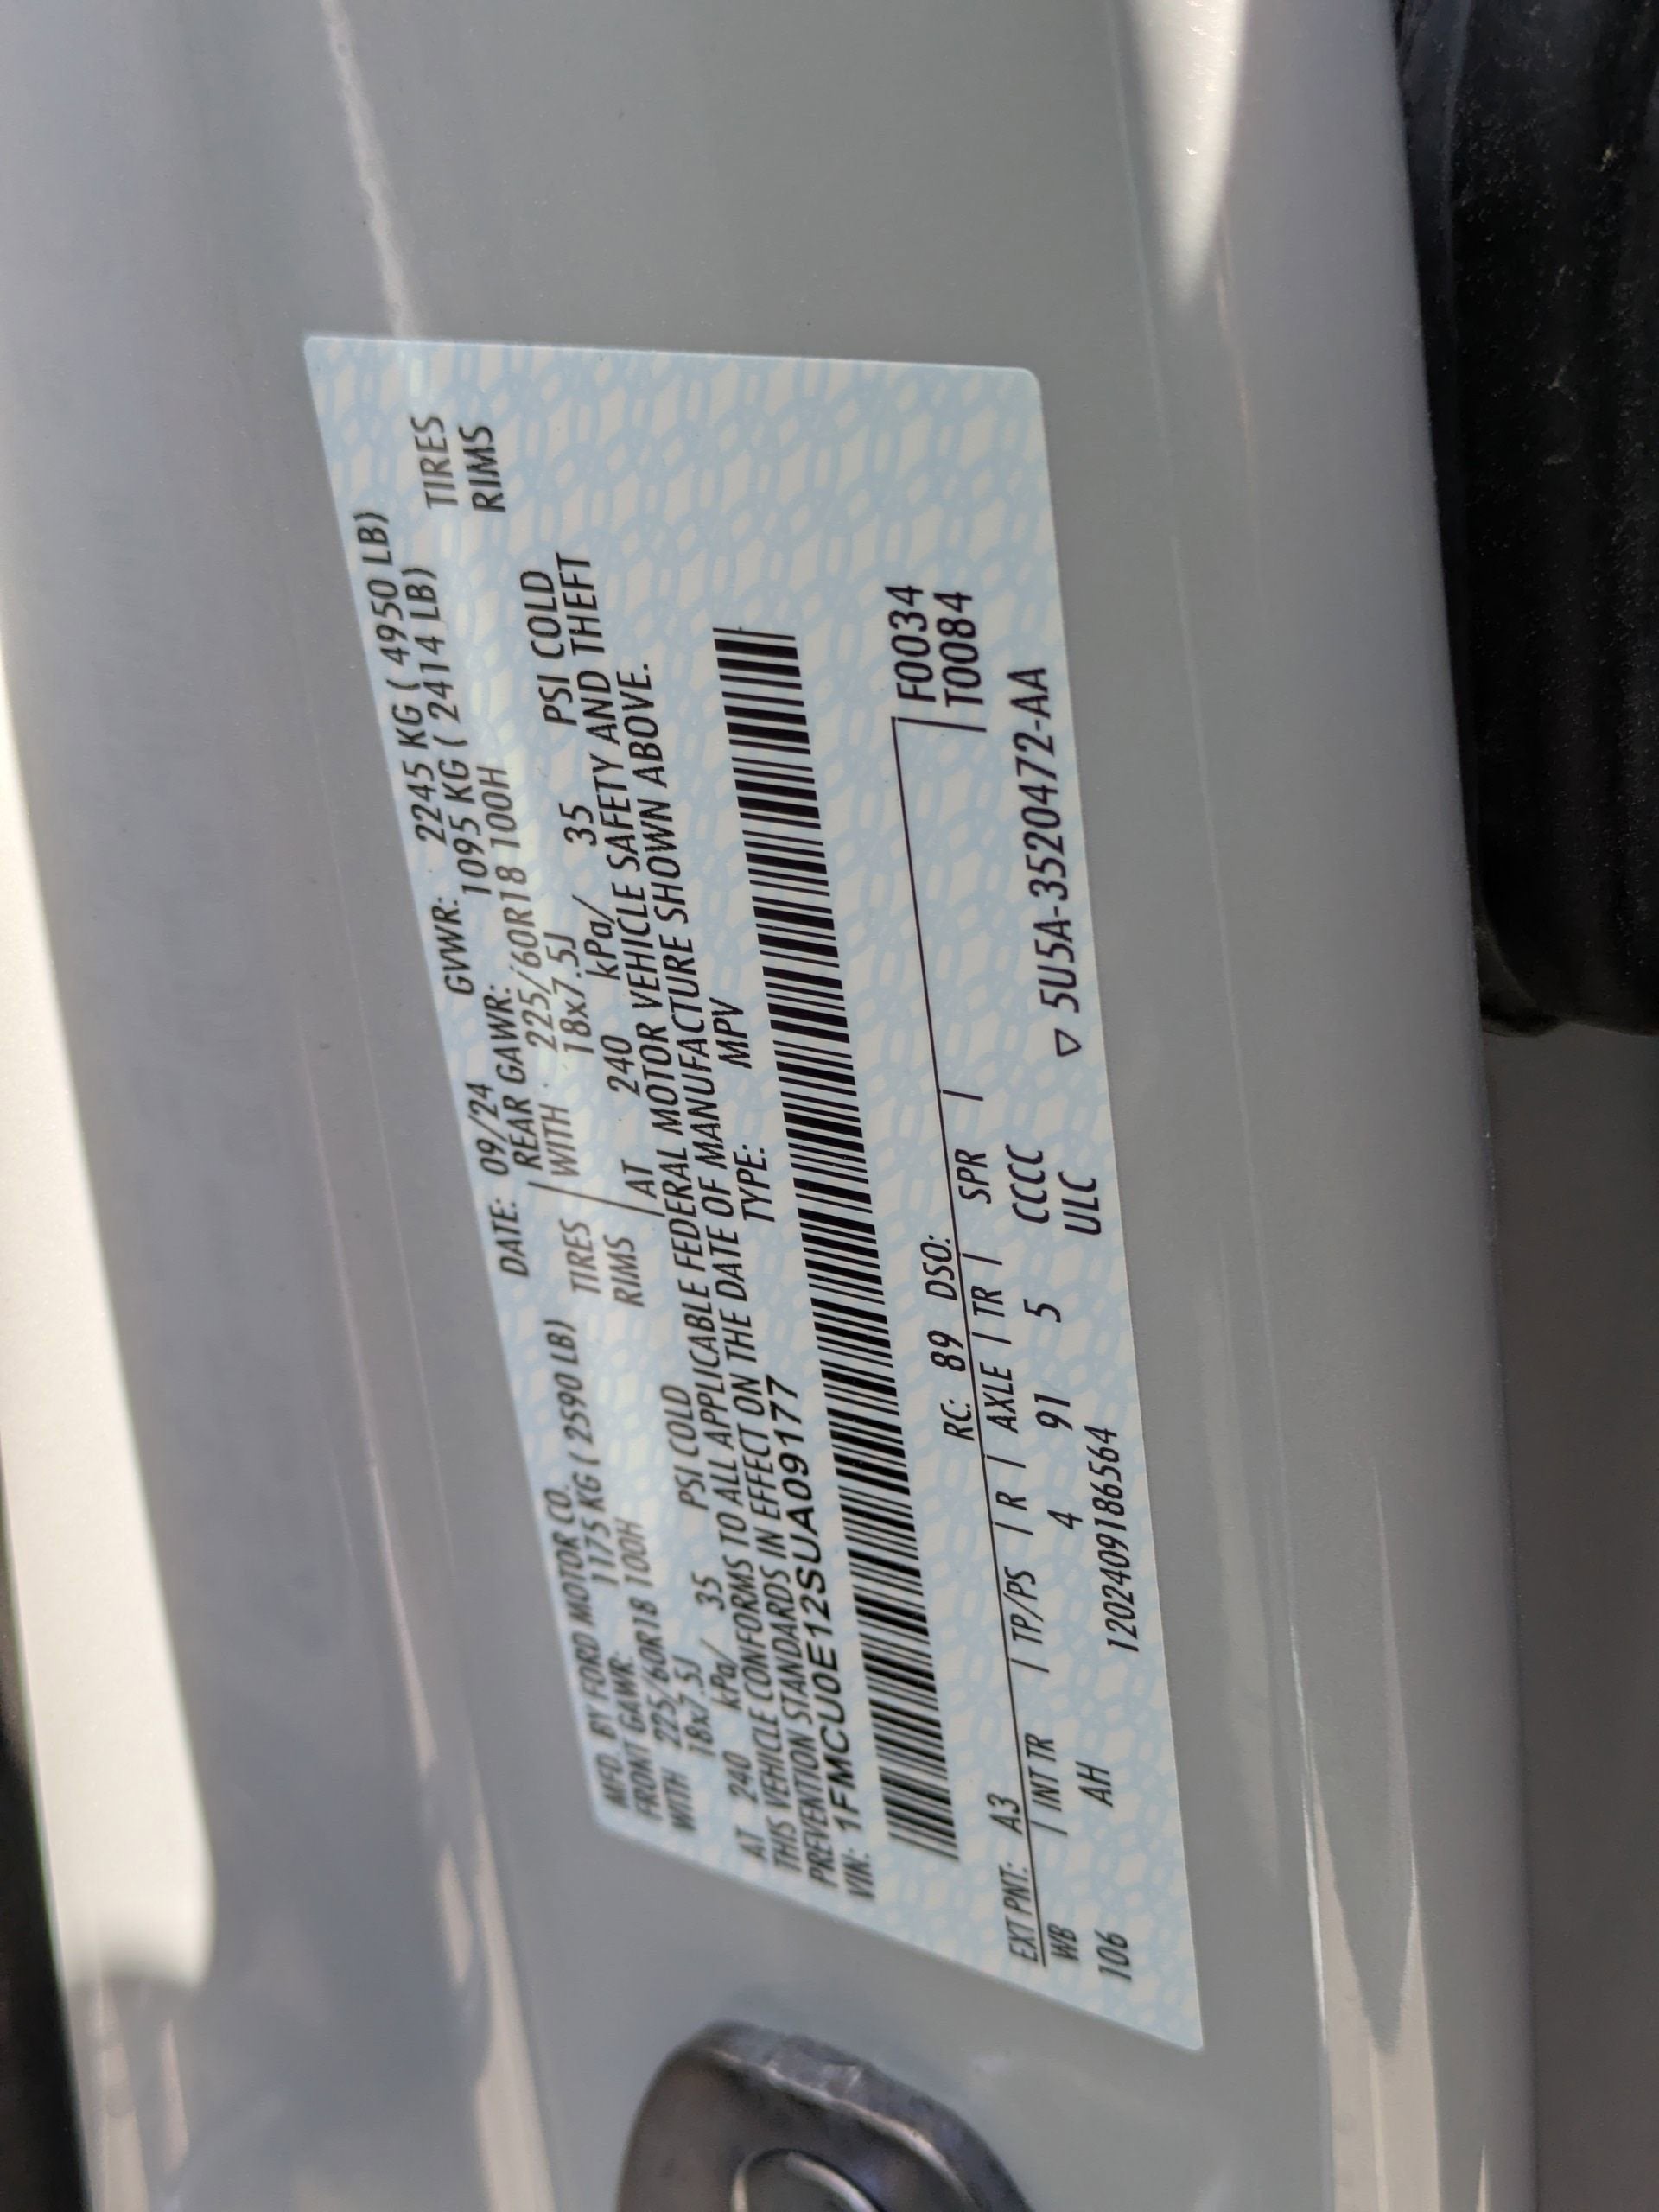 MFD. BY FORD MOTOR CO. DATE: 09/24 GVWR: 2245 KG ( 4950 LB)
FRONT GAWR: 1175 KG ( 2590 LB) REAR GAWR: 1095 KG ( 2414 LB)
WITH 225/60R18 100H TIRES WITH 225/60R18 100H TIRES
18x7.5J RIMS 18x7.5J RIMS
AT 240 kPa/ 35 PSI COLD AT 240 kPa/ 35 PSI COLD
THIS VEHICLE CONFORMS TO ALL APPLICABLE FEDERAL MOTOR VEHICLE SAFETY AND THEFT
PREVENTION STANDARDS IN EFFECT ON THE DATE OF MANUFACTURE SHOWN ABOVE.
VIN: 1FMCU0E12SUA09177 TYPE: MPV
EXT PNT: A3 RC: 89 DSO: F0034
WB | INT TR | TP/PS | R | AXLE | TR | SPR | T0084
106 AH 4 91 5 CCCC
1202409186564 ULC ▽ 5U5A-3520472-AA